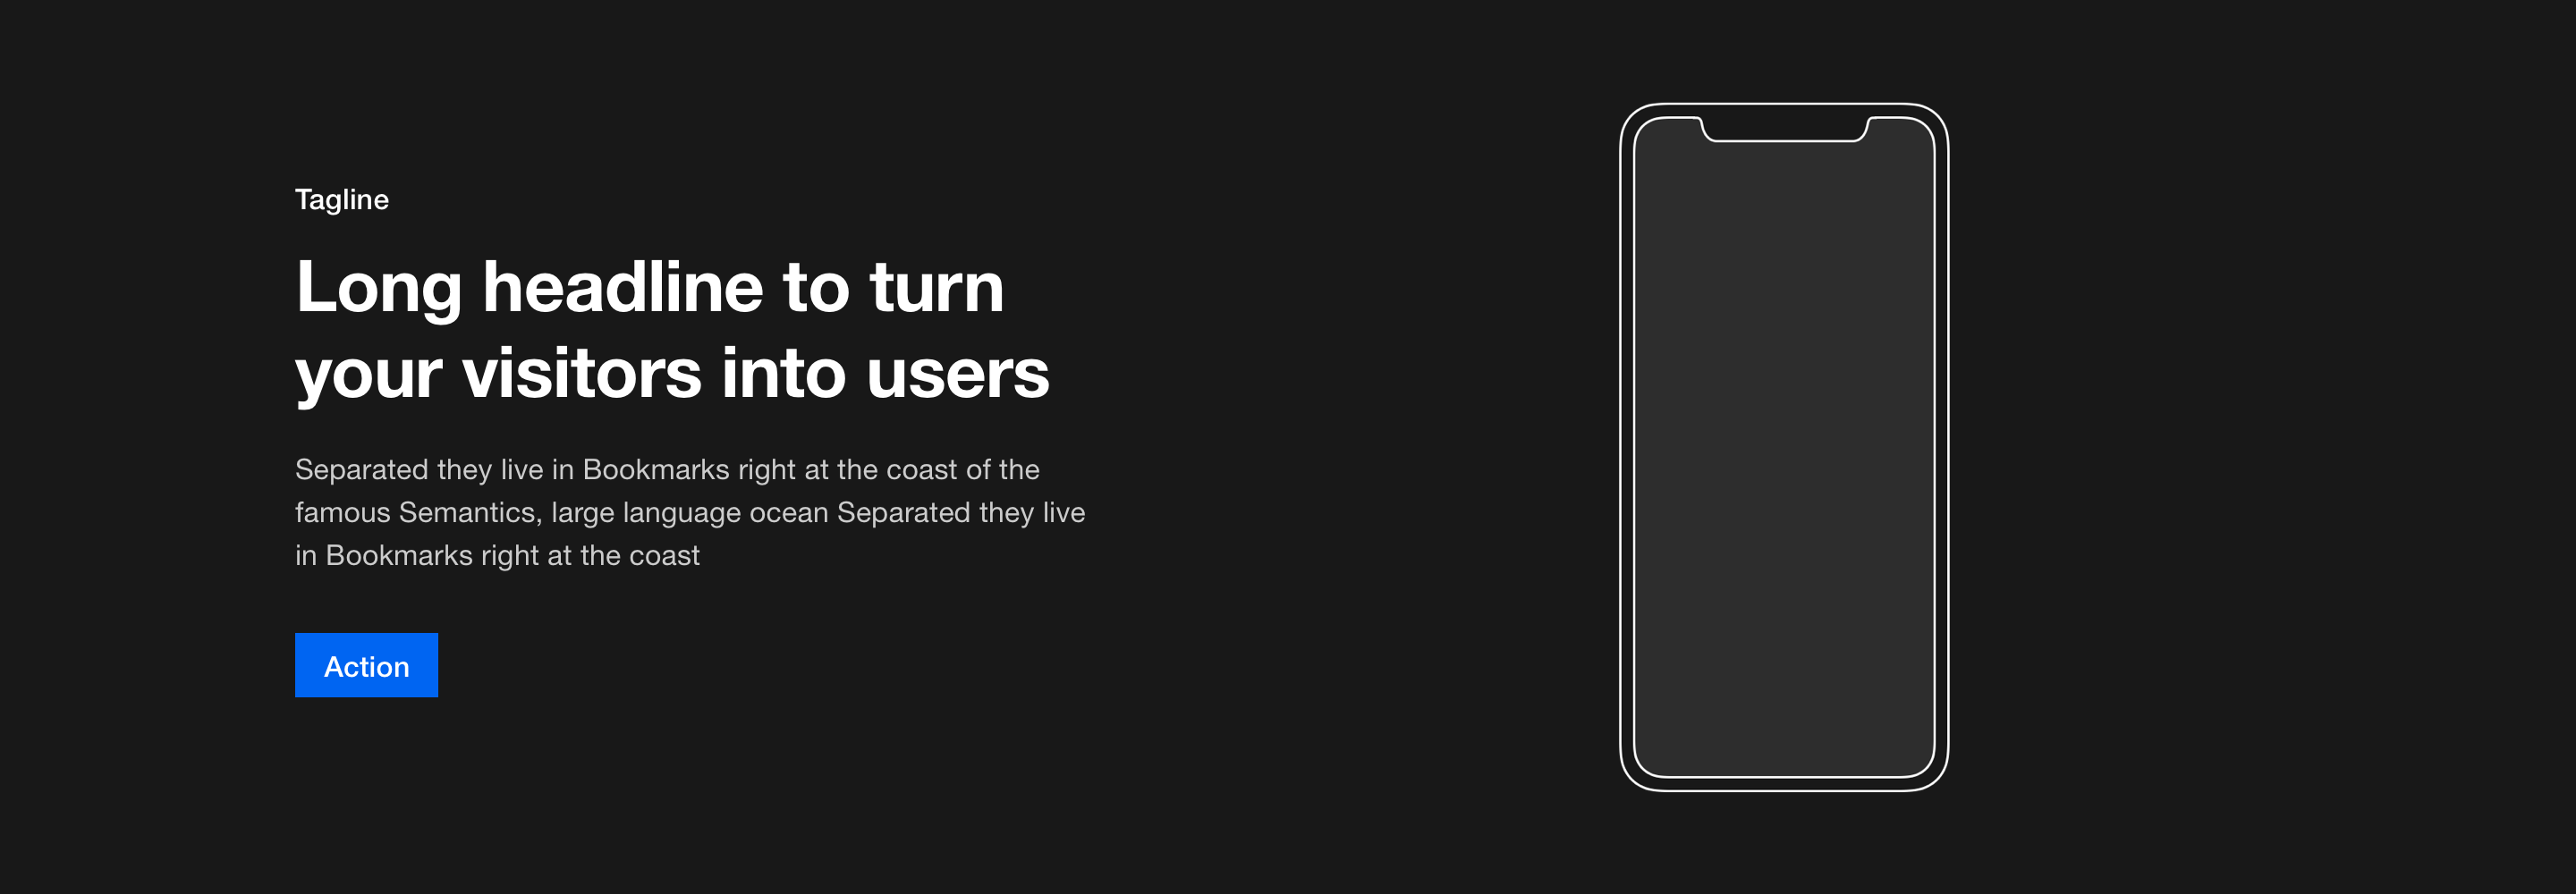 Tagline
Long headline to turn
your visitors into users
Separated they live in Bookmarks right at the coast of the
famous Semantics, large language ocean Separated they live
in Bookmarks right at the coast
Action